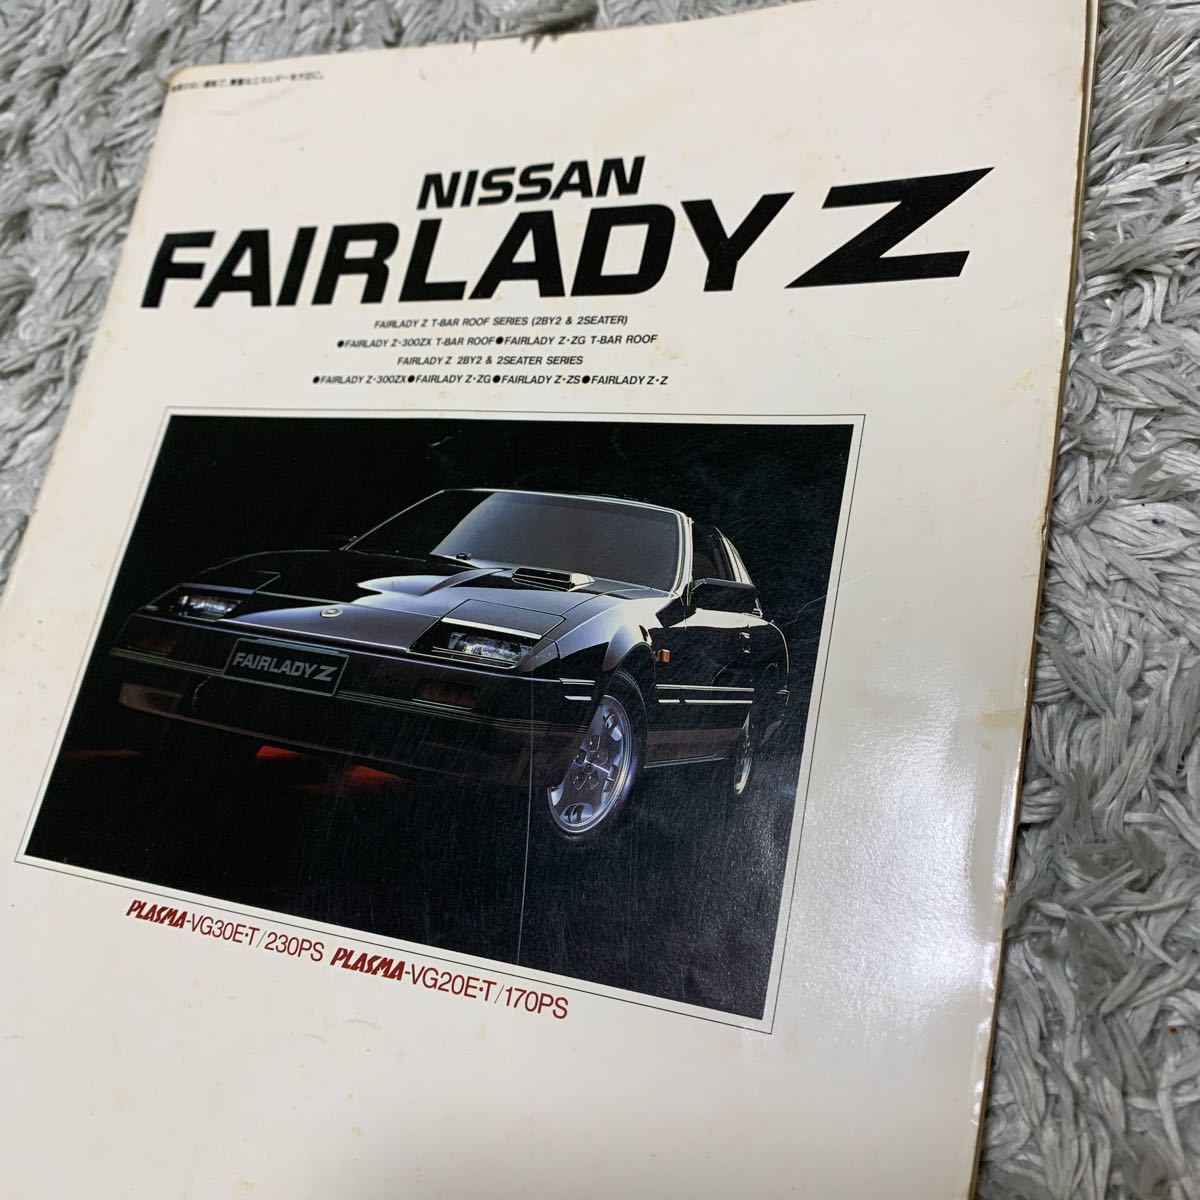 NISSAN
FAIRLADY Z
FAIRLADY Z T-BAR ROOF SERIES (2BY2 & 2SEATER)
●FAIRLADY Z・300ZX T-BAR ROOF●FAIRLADY Z・ZG T-BAR ROOF
FAIRLADY Z 2BY2 & 2SEATER SERIES
●FAIRLADY Z・300ZX●FAIRLADY Z・ZG●FAIRLADY Z・ZS●FAIRLADY Z・Z
FAIRLADY Z
PLASMA-VG30E・T/230PS PLASMA-VG20E・T/170PS